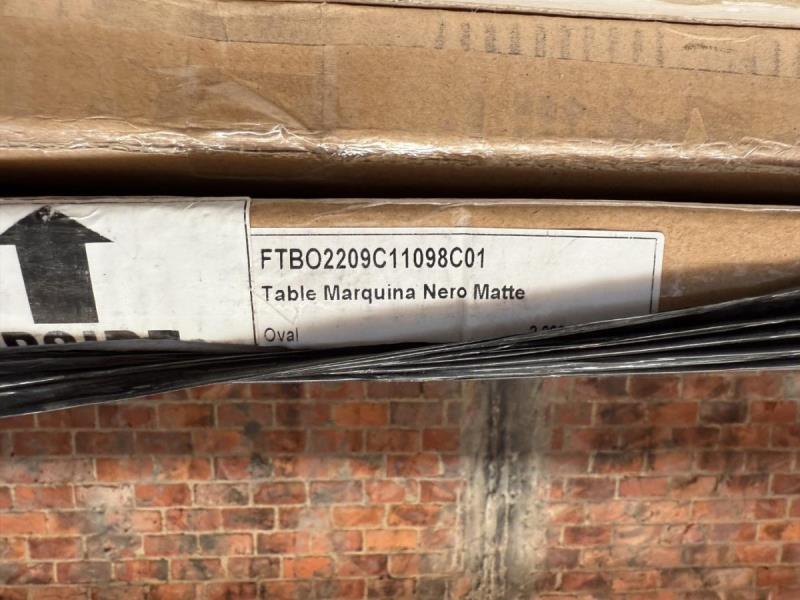 FTBO2209C11098C01
Table Marquina Nero Matte
Oval